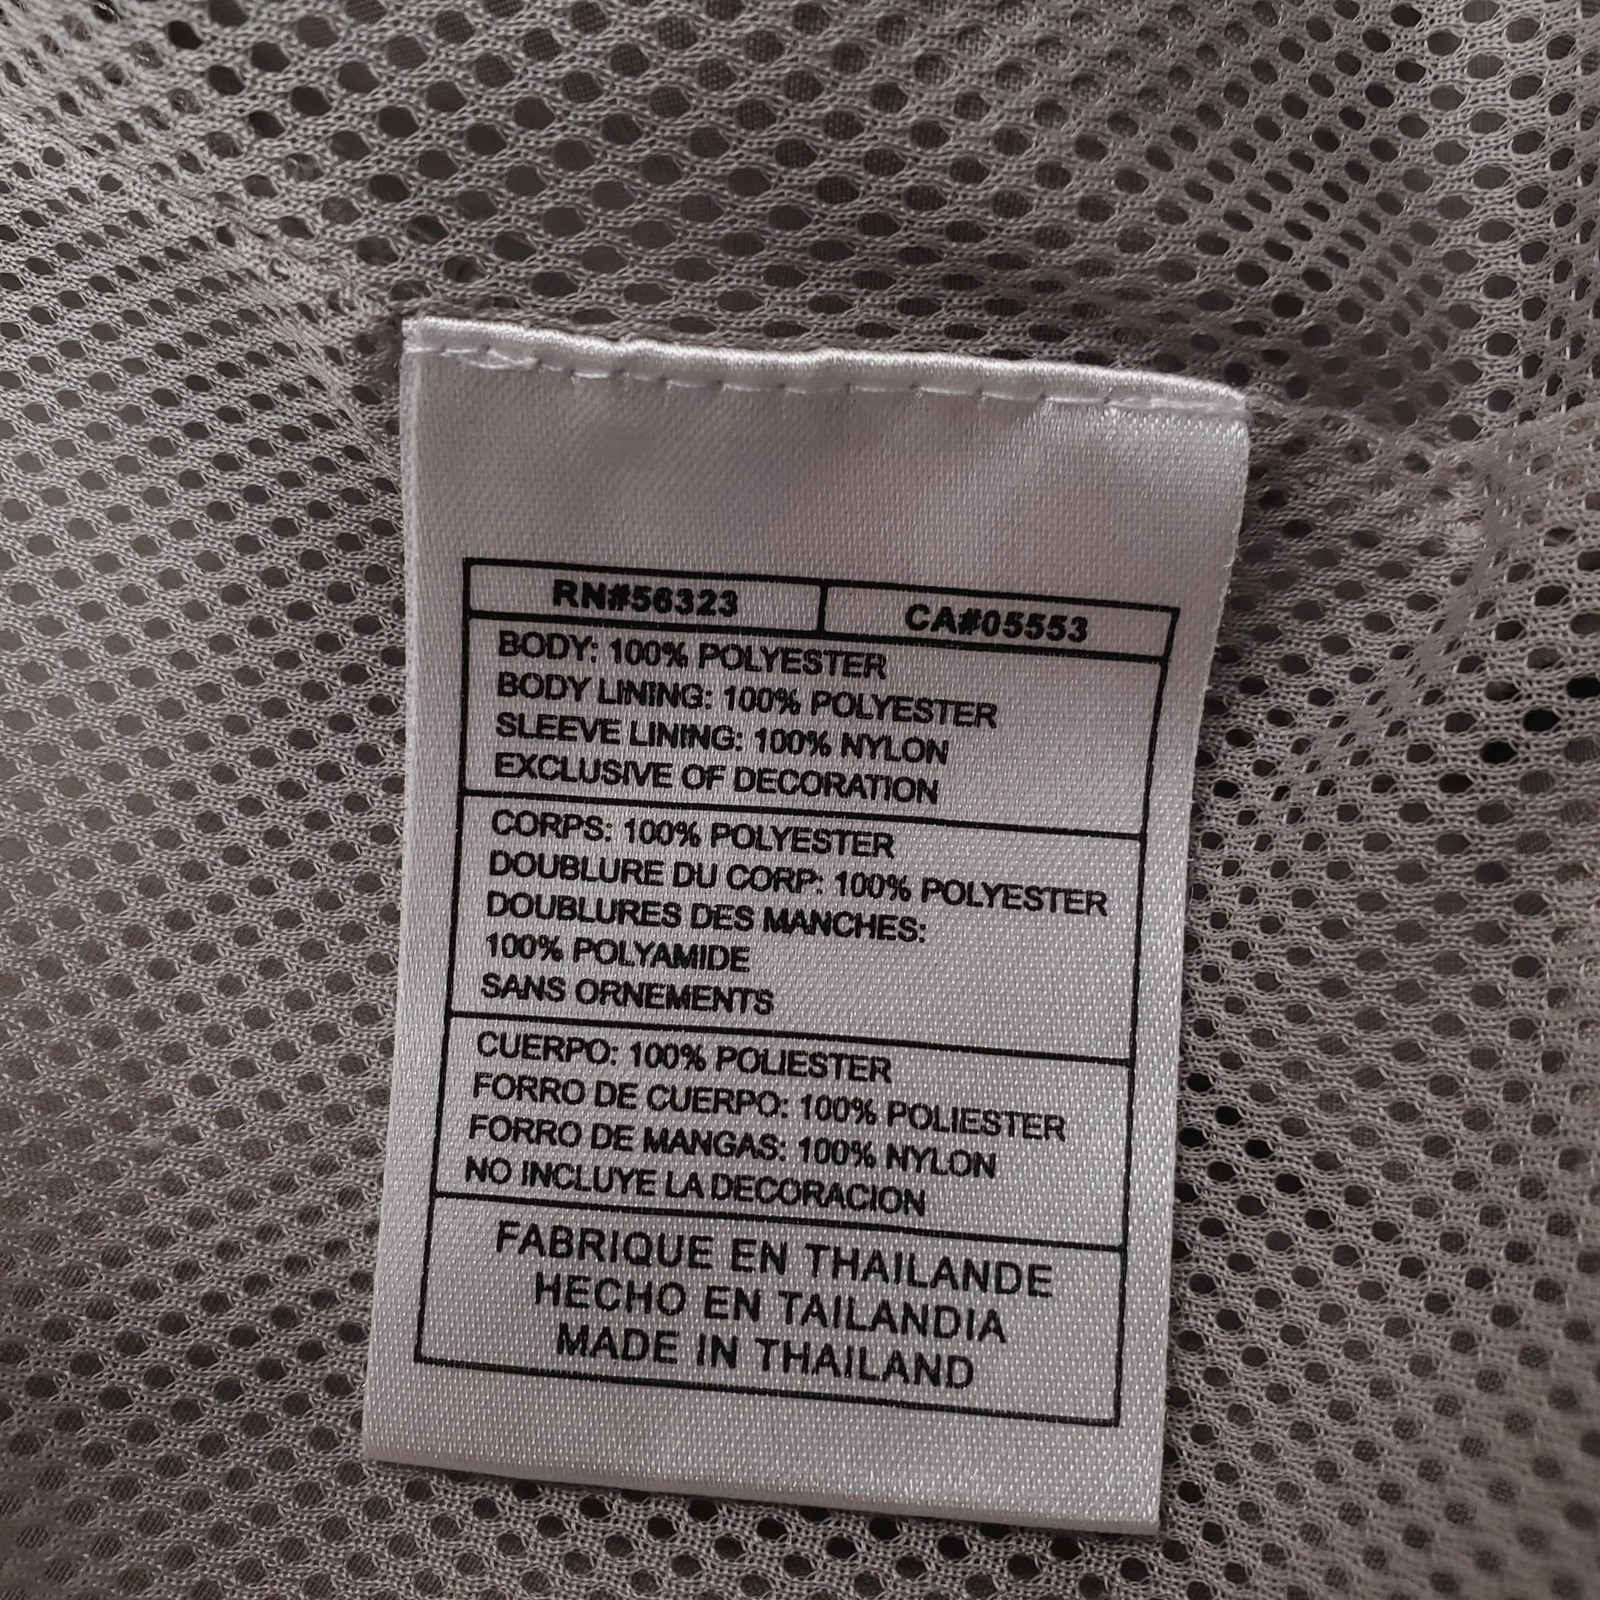 RN#56323
CA#05553
BODY: 100% POLYESTER
BODY LINING: 100% POLYESTER
SLEEVE LINING: 100% NYLON
EXCLUSIVE OF DECORATION
CORPS: 100% POLYESTER
DOUBLURE DU CORP: 100% POLYESTER
DOUBLURES DES MANCHES:
100% POLYAMIDE
SANS ORNEMENTS
CUERPO: 100% POLIESTER
FORRO DE CUERPO: 100% POLIESTER
FORRO DE MANGAS: 100% NYLON
NO INCLUYE LA DECORACION
FABRIQUE EN THAILANDE
HECHO EN TAILANDIA
MADE IN THAILAND